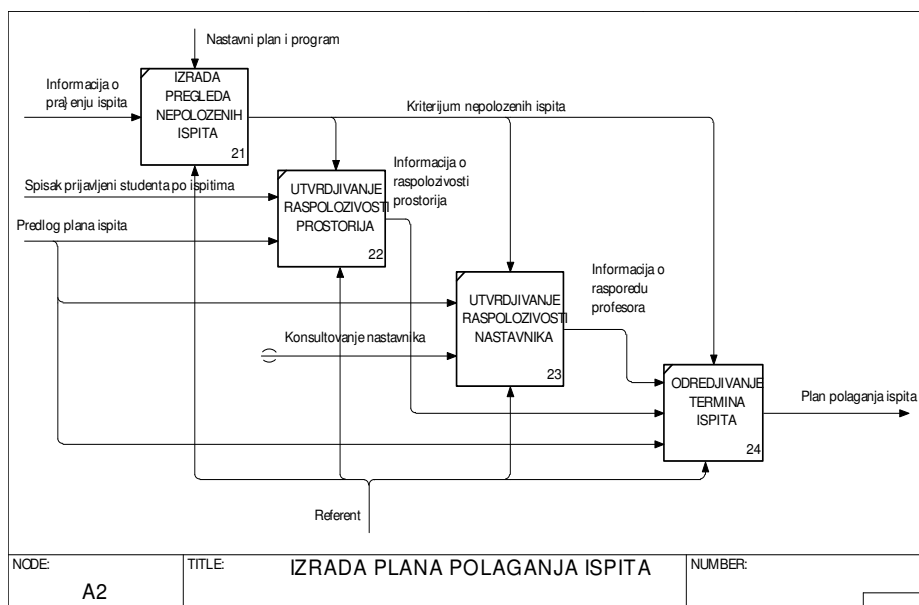 Nastavni plan i program
Informacija o
pra} enju ispita
IZRADA
PREGLEDA
NEPOLOZENIH
ISPITA
21
Kriterijum nepolozenih ispita
Spisak prijavljeni studenta po ispitima
Predlog plana ispita
UTVRDJIVANJE
RASPOLOZIVOSTI
PROSTORIJA
22
Informacija o
raspolozivosti
prostorija
Konsultovanje nastavnika
UTVRDJIVANJE
RASPOLOZIVOSTI
NASTAVNIKA
23
Informacija o
rasporedu
profesora
ODREDJIVANJE
TERMINA
ISPITA
24
Plan polaganja ispita
Referent
NODE:
A2
TITLE:
IZRADA PLANA POLAGANJA ISPITA
NUMBER: